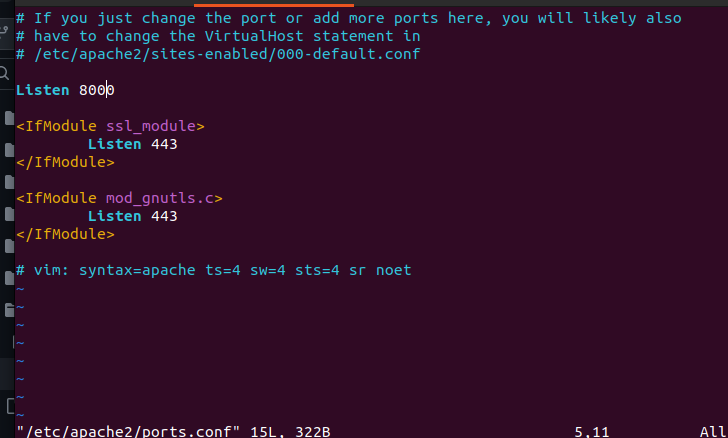 # If you just change the port or add more ports here, you will likely also
# have to change the VirtualHost statement in
# /etc/apache2/sites-enabled/000-default.conf
Listen 8000
<IfModule ssl_module>
        Listen 443
</IfModule>
<IfModule mod_gnutls.c>
        Listen 443
</IfModule>
# vim: syntax=apache ts=4 sw=4 sts=4 sr noet
~
~
~
~
~
~
~
~
"/etc/apache2/ports.conf" 15L, 322B 5,11 All